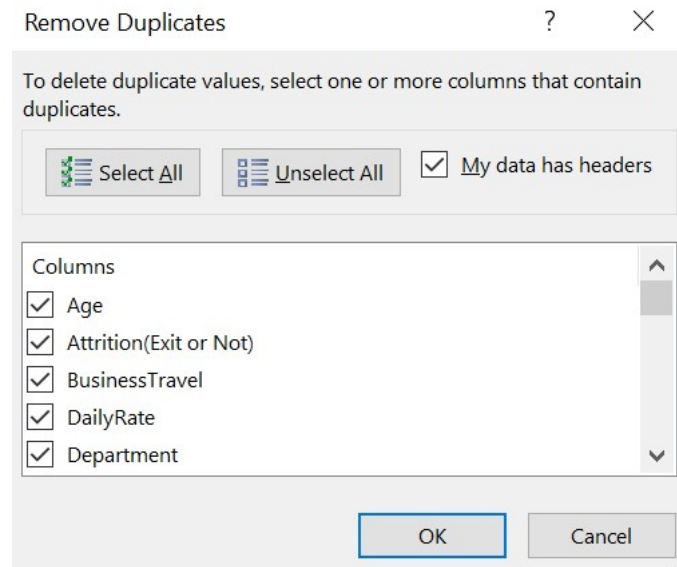 Remove Duplicates ?
To delete duplicate values, select one or more columns that contain
duplicates.
Select All Unselect All My data has headers
Columns
Age
Attrition(Exit or Not)
BusinessTravel
DailyRate
Department
OK Cancel